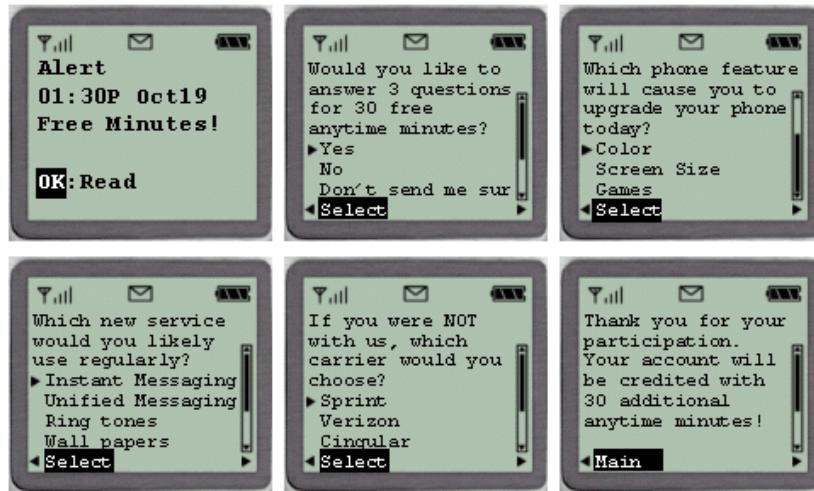 Alert
01:30P Oct19
Free Minutes!
OK:Read
Would you like to
answer 3 questions
for 30 free
anytime minutes?
Yes
No
Don't send me sur
Select
Which phone feature
will cause you to
upgrade your phone
today?
Color
Screen Size
Games
Select
Which new service
would you likely
use regularly?
Instant Messaging
Unified Messaging
Ring tones
Wall papers
Select
If you were NOT
with us, which
carrier would you
choose?
Sprint
Verizon
Cingular
Select
Thank you for your
participation.
Your account will
be credited with
30 additional
anytime minutes!
Main